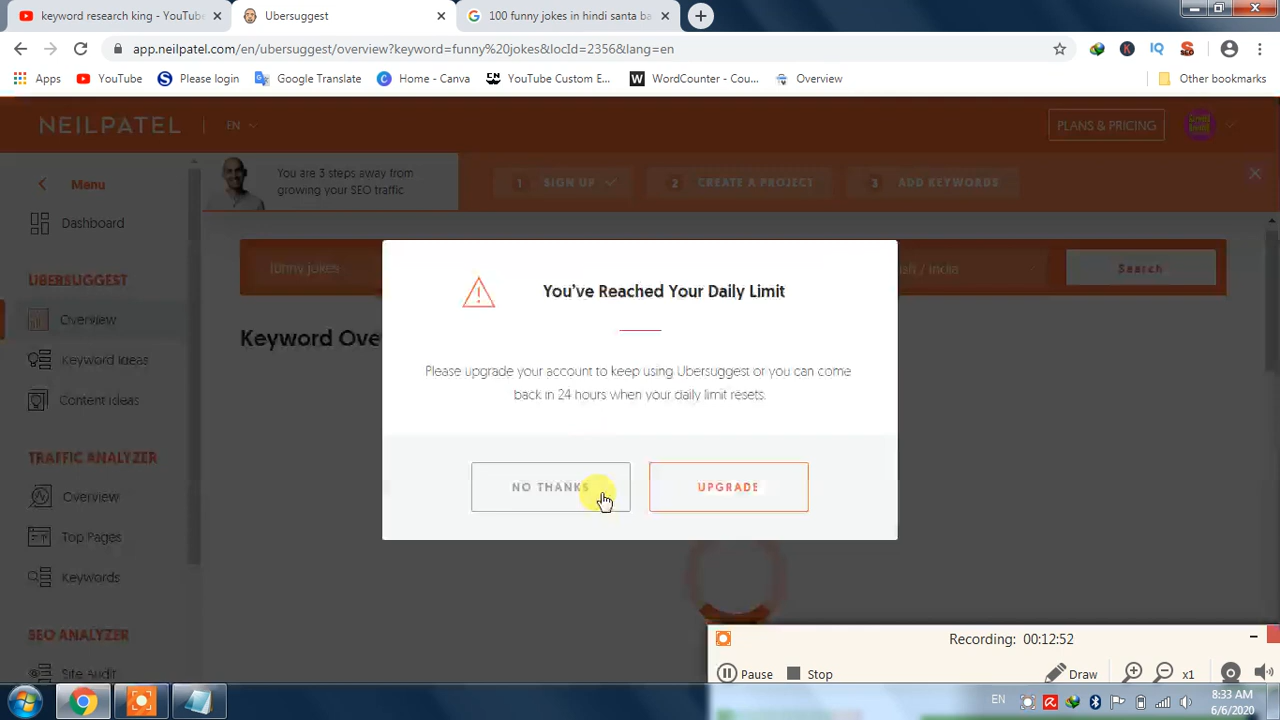 keyword research king - YouTube
Ubersuggest
100 funny jokes in hindi santa ba
app.neilpatel.com/en/ubersuggest/overview?keyword=funny%20jokes&locId=2356&lang=en
Apps
YouTube
Please login
Google Translate
Home - Canva
YouTube Custom E...
WordCounter - Cou...
Overview
Other bookmarks
NEILPATEL
EN
PLANS & PRICING
Menu
You are 3 steps away from
growing your SEO traffic
1 SIGN UP
2 CREATE A PROJECT
3 ADD KEYWORDS
Dashboard
UBERSUGGEST
Overview
Keyword Ideas
Content Ideas
TRAFFIC ANALYZER
Overview
Top Pages
Keywords
SEO ANALYZER
Site Audit
funny jokes
/ India
Search
Keyword Ove
You've Reached Your Daily Limit
Please upgrade your account to keep using Ubersuggest or you can come
back in 24 hours when your daily limit resets.
NO THANKS
UPGRADE
Recording: 00:12:52
Pause
Stop
Draw
x1
EN
8:33 AM
6/6/2020